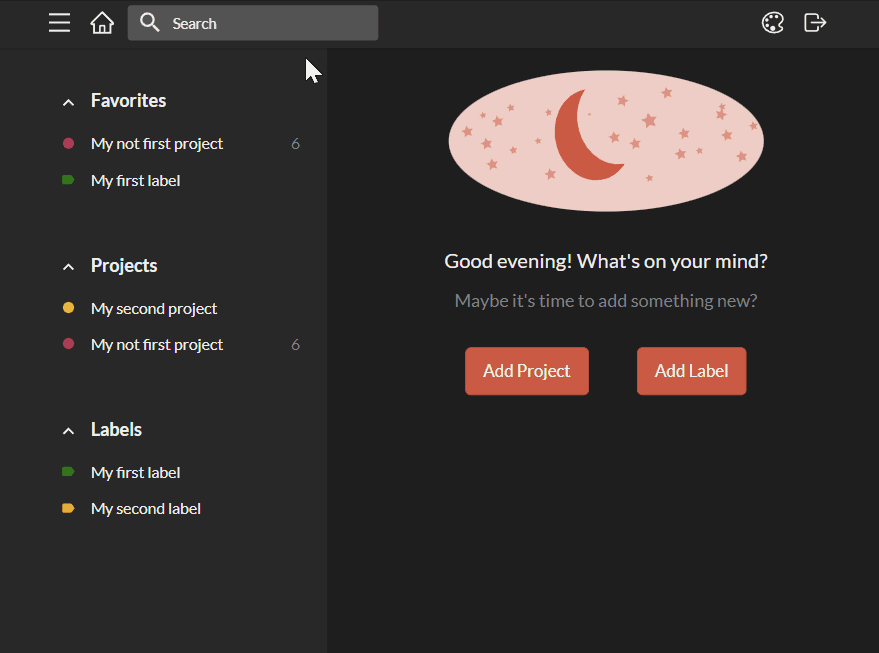 Search
Favorites
My not first project 6
My first label
Projects
My second project
My not first project 6
Labels
My first label
My second label
Good evening! What's on your mind?
Maybe it's time to add something new?
Add Project Add Label